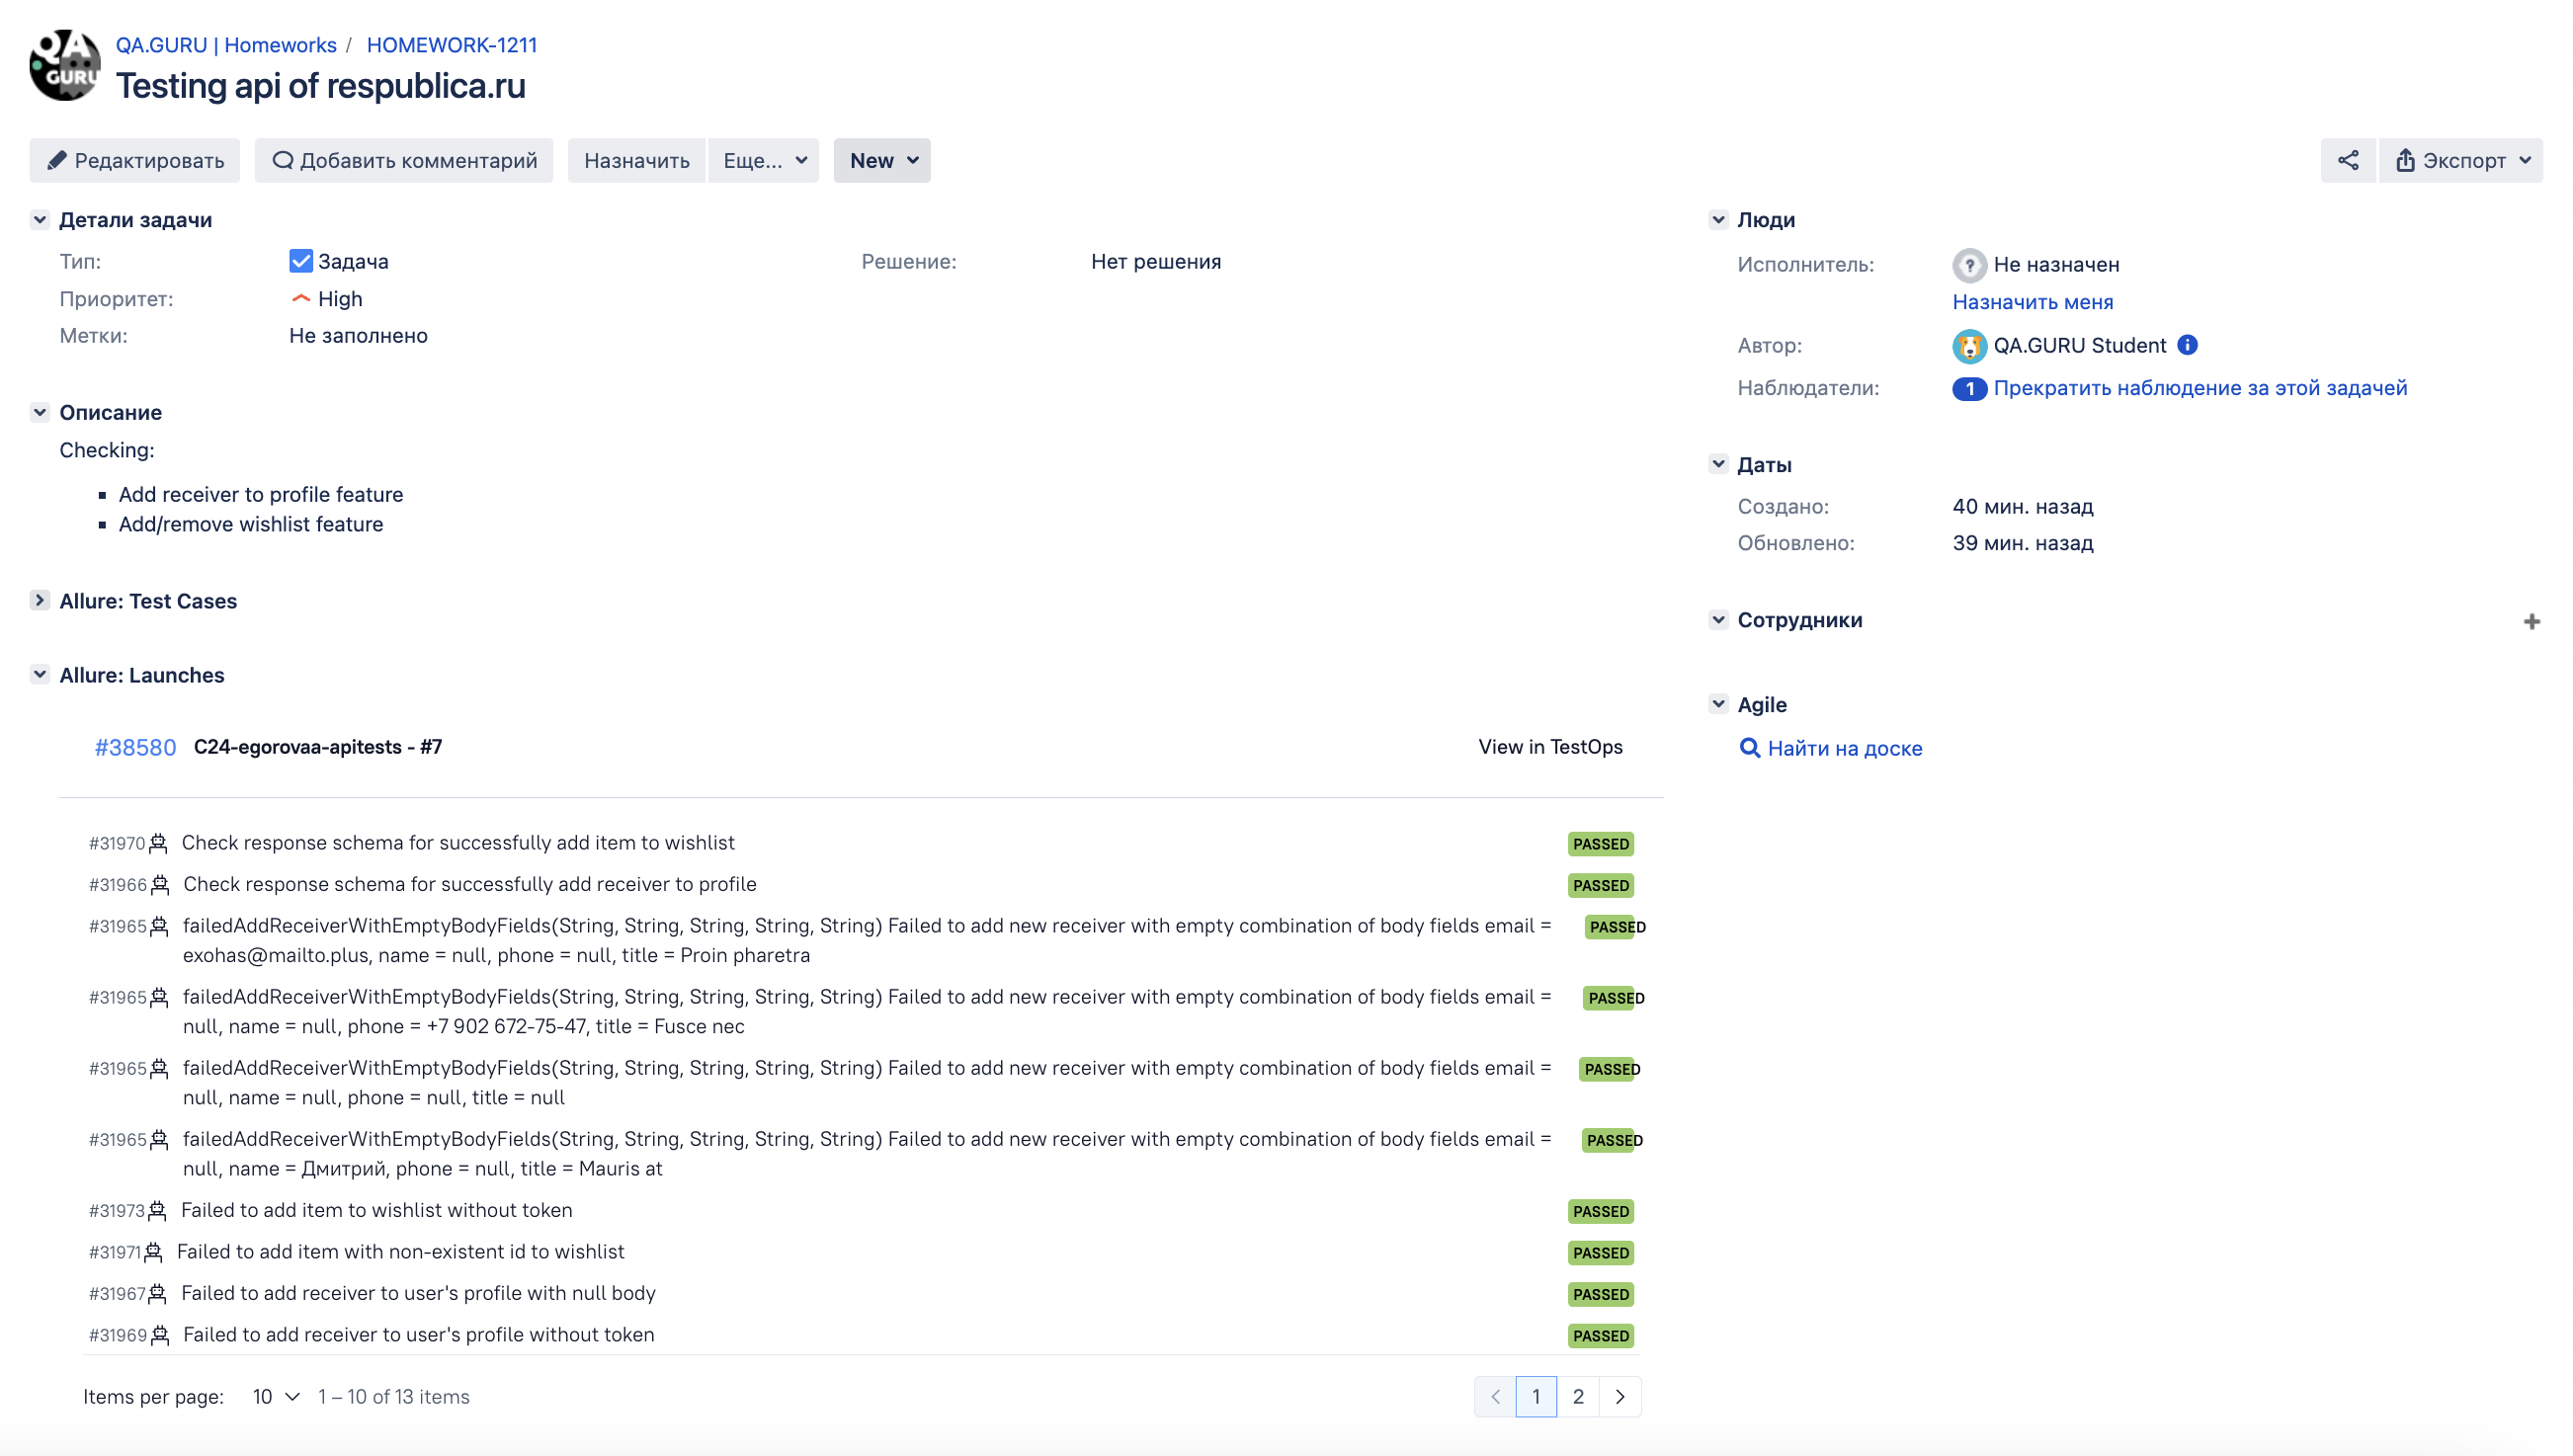 QA GURU
QA.GURU | Homeworks / HOMEWORK-1211
Testing api of respublica.ru
Редактировать Добавить комментарий Назначить Еще... New Экспорт
Детали задачи
Тип: Задача Решение: Нет решения
Приоритет: High
Метки: Не заполнено
Описание
Checking:
Add receiver to profile feature
Add/remove wishlist feature
Allure: Test Cases
Allure: Launches
#38580 C24-egorovaa-apitests - #7 View in TestOps
#31970 Check response schema for successfully add item to wishlist PASSED
#31966 Check response schema for successfully add receiver to profile PASSED
#31965 failedAddReceiverWithEmptyBodyFields(String, String, String, String, String) Failed to add new receiver with empty combination of body fields email = PASSED
exohas@mailto.plus, name = null, phone = null, title = Proin pharetra
#31965 failedAddReceiverWithEmptyBodyFields(String, String, String, String, String) Failed to add new receiver with empty combination of body fields email = PASSED
null, name = null, phone = +7 902 672-75-47, title = Fusce nec
#31965 failedAddReceiverWithEmptyBodyFields(String, String, String, String, String) Failed to add new receiver with empty combination of body fields email = PASSED
null, name = null, phone = null, title = null
#31965 failedAddReceiverWithEmptyBodyFields(String, String, String, String, String) Failed to add new receiver with empty combination of body fields email = PASSED
null, name = Дмитрий, phone = null, title = Mauris at
#31973 Failed to add item to wishlist without token PASSED
#31971 Failed to add item with non-existent id to wishlist PASSED
#31967 Failed to add receiver to user's profile with null body PASSED
#31969 Failed to add receiver to user's profile without token PASSED
Items per page: 10 1 – 10 of 13 items 1 2
Люди
Исполнитель: Не назначен
Назначить меня
Автор: QA.GURU Student
Наблюдатели: 1 Прекратить наблюдение за этой задачей
Даты
Создано: 40 мин. назад
Обновлено: 39 мин. назад
Сотрудники
Agile
Найти на доске